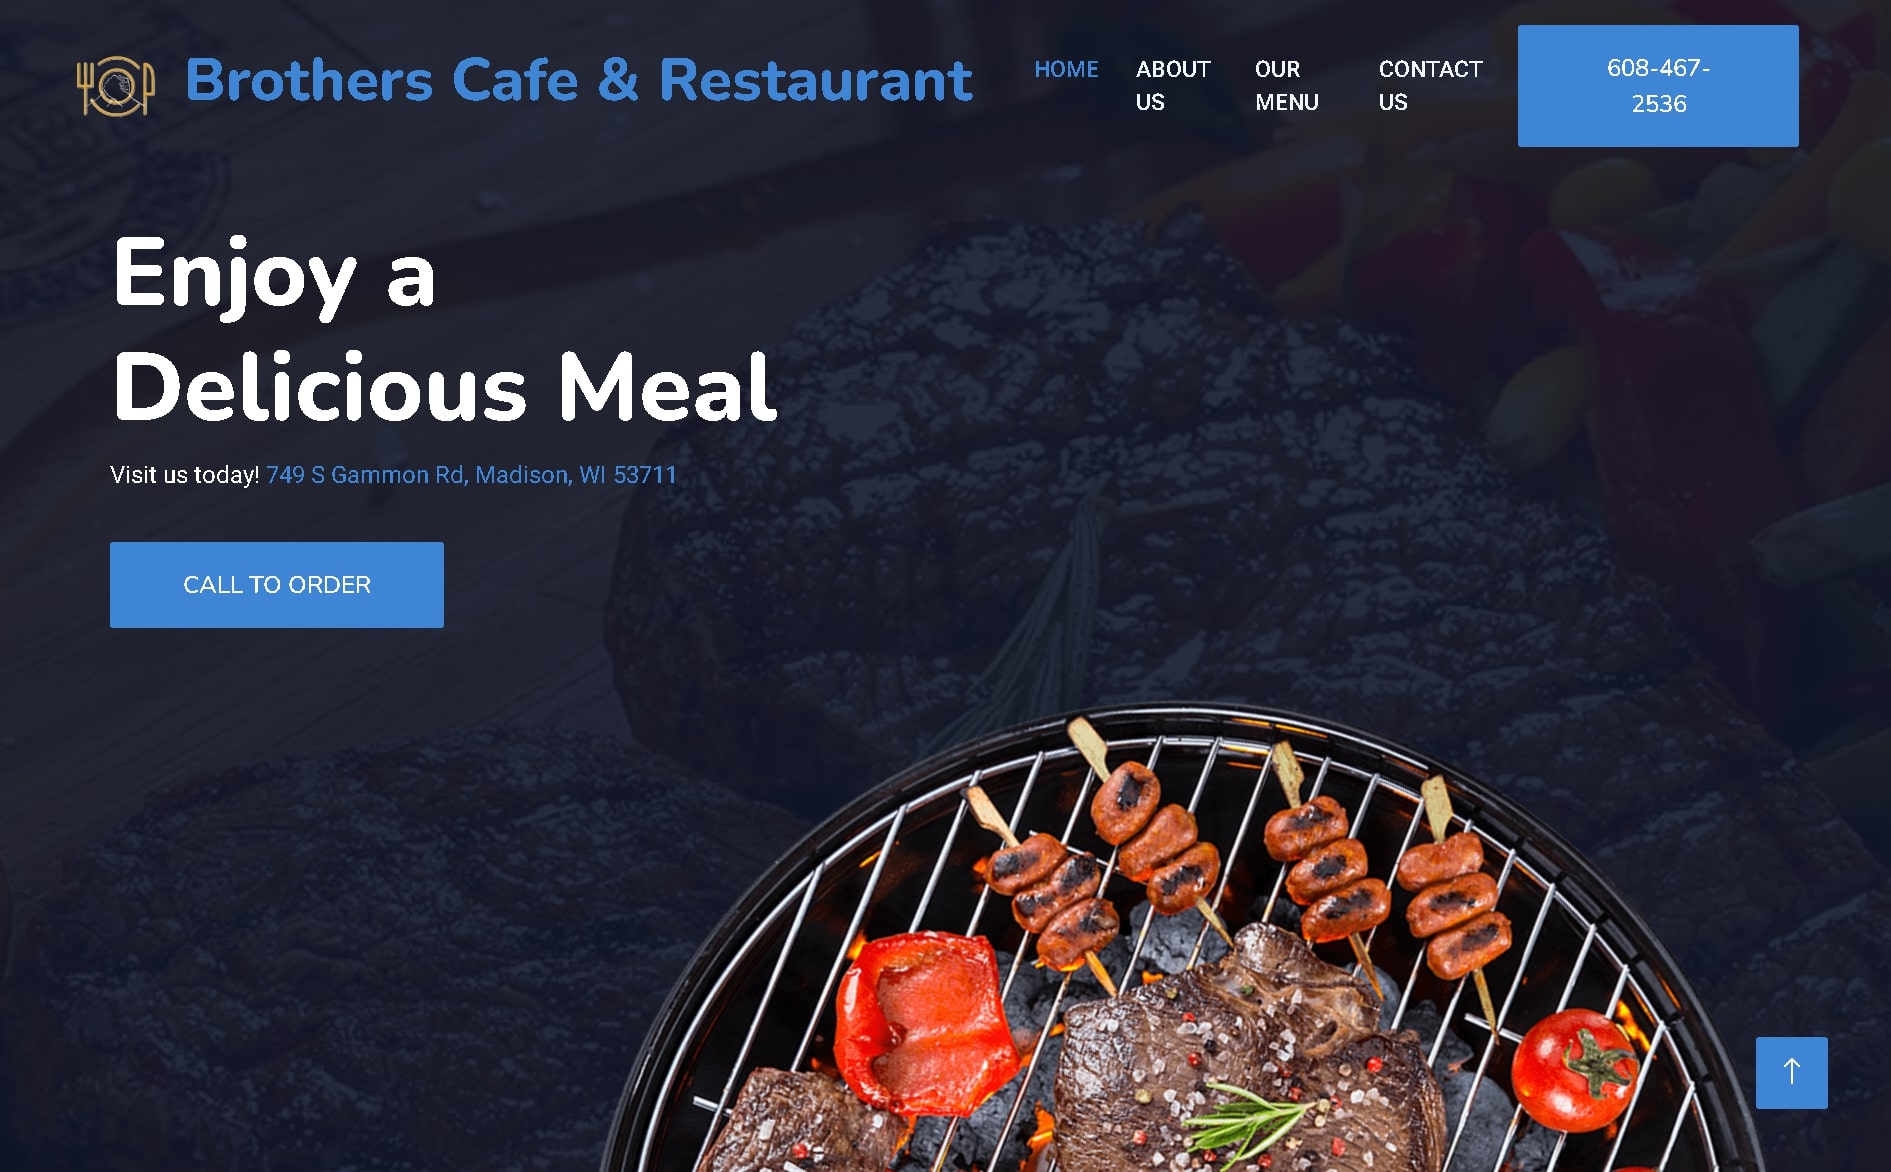 Brothers Cafe & Restaurant
HOME
ABOUT
US
OUR
MENU
CONTACT
US
608-467-
2536
Enjoy a
Delicious Meal
Visit us today! 749 S Gammon Rd, Madison, WI 53711
CALL TO ORDER